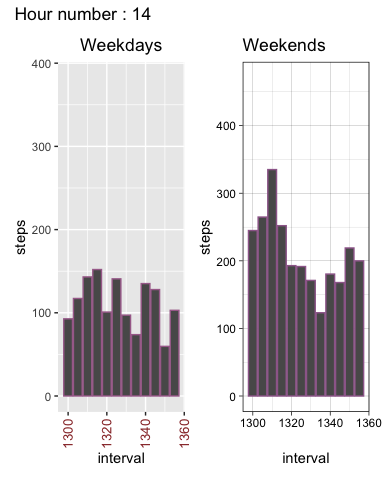 Hour number : 14
Weekdays
400
300
200
100
0
steps
1300
1320
1340
1360
interval
Weekends
400
300
200
100
0
steps
1300 1320 1340 1360
interval